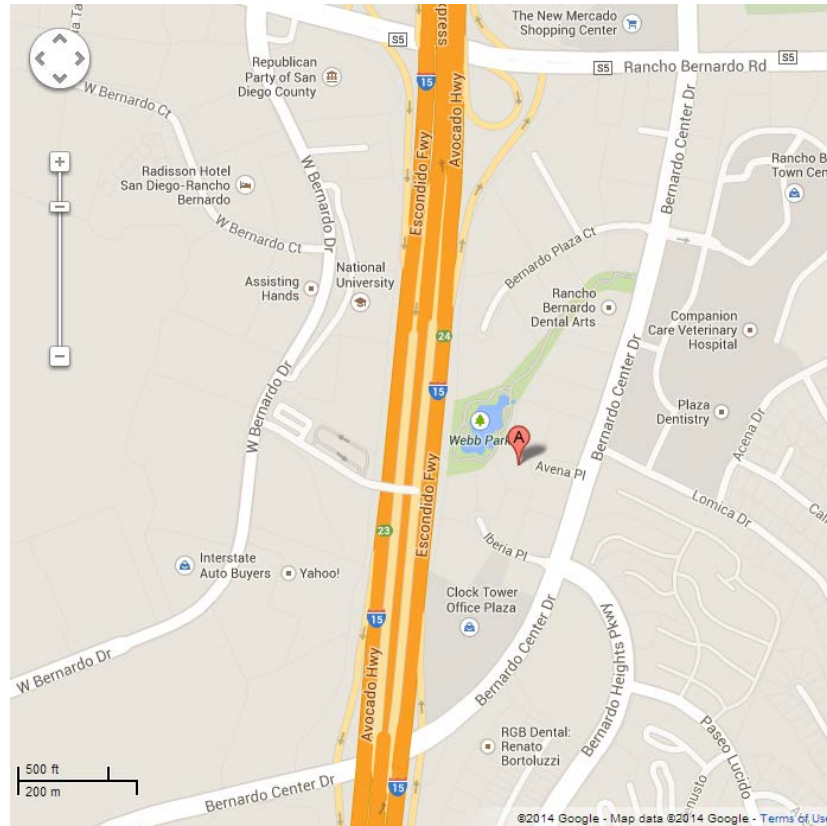 The New Mercado
Shopping Center
S5
xpress
Republican
Party of San
Diego County
15
S5
Rancho Bernardo Rd
S5
W Bernardo Ct
Escondido Fwy
Avocado Hwy
W Bernardo Dr
Bernardo Center Dr
Radisson Hotel
San Diego-Rancho
Bernardo
Rancho B
Town Cen
W Bernardo Ct
Bernardo Plaza Ct
National
University
Assisting
Hands
Rancho
Bernardo
Dental Arts
Companion
Care Veterinary
Hospital
24
W Bernardo Dr
15
Bernardo Center Dr
Plaza
Dentistry
Acena Dr
Webb Park
A
Avena Pl
Escondido Fwy
Lomica Dr
23
Iberia Pl
Interstate
Auto Buyers
Yahoo!
Clock Tower
Office Plaza
15
Bernardo Center Dr
Bernardo Heights Pkwy
W Bernardo Dr
Avocado Hwy
Paseo Lucido
RGB Dental:
Renato
Bortoluzzi
500 ft
200 m
Bernardo Center Dr
15
©2014 Google - Map data ©2014 Google - Terms of Use